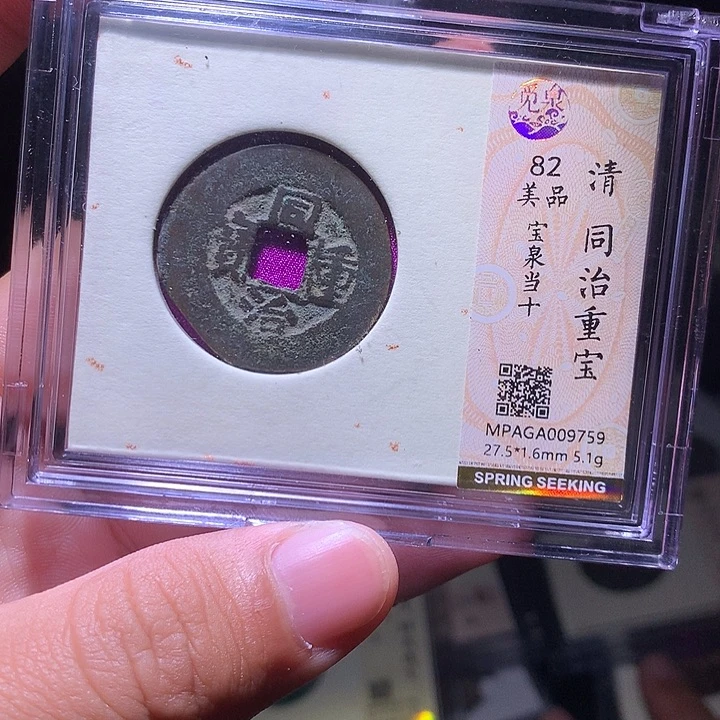 觅泉
82
美品
宝泉当十
清 同治重宝
MPAGA009759
27.5*1.6mm 5.1g
SPRING SEEKING
同治重寶